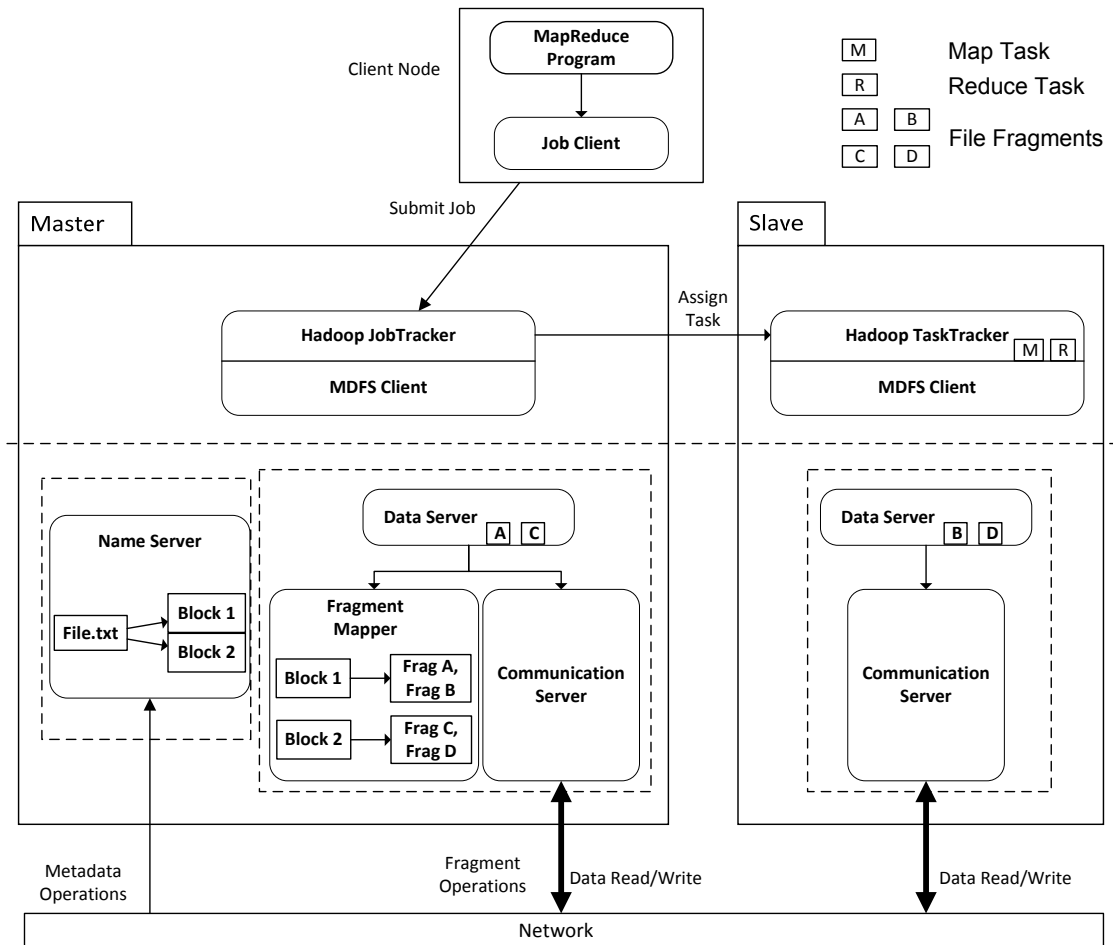 MapReduce
Program
Client Node
Job Client
M
Map Task
R
Reduce Task
A
B
File Fragments
C
D
Submit Job
Master
Slave
Assign
Task
Hadoop JobTracker
MDFS Client
Hadoop TaskTracker
M
R
MDFS Client
Name Server
File.txt
Block 1
Block 2
Data Server
A
C
Fragment
Mapper
Block 1
Frag A,
Frag B
Block 2
Frag C,
Frag D
Communication
Server
Data Server
B
D
Communication
Server
Metadata
Operations
Fragment
Operations
Data Read/Write
Data Read/Write
Network